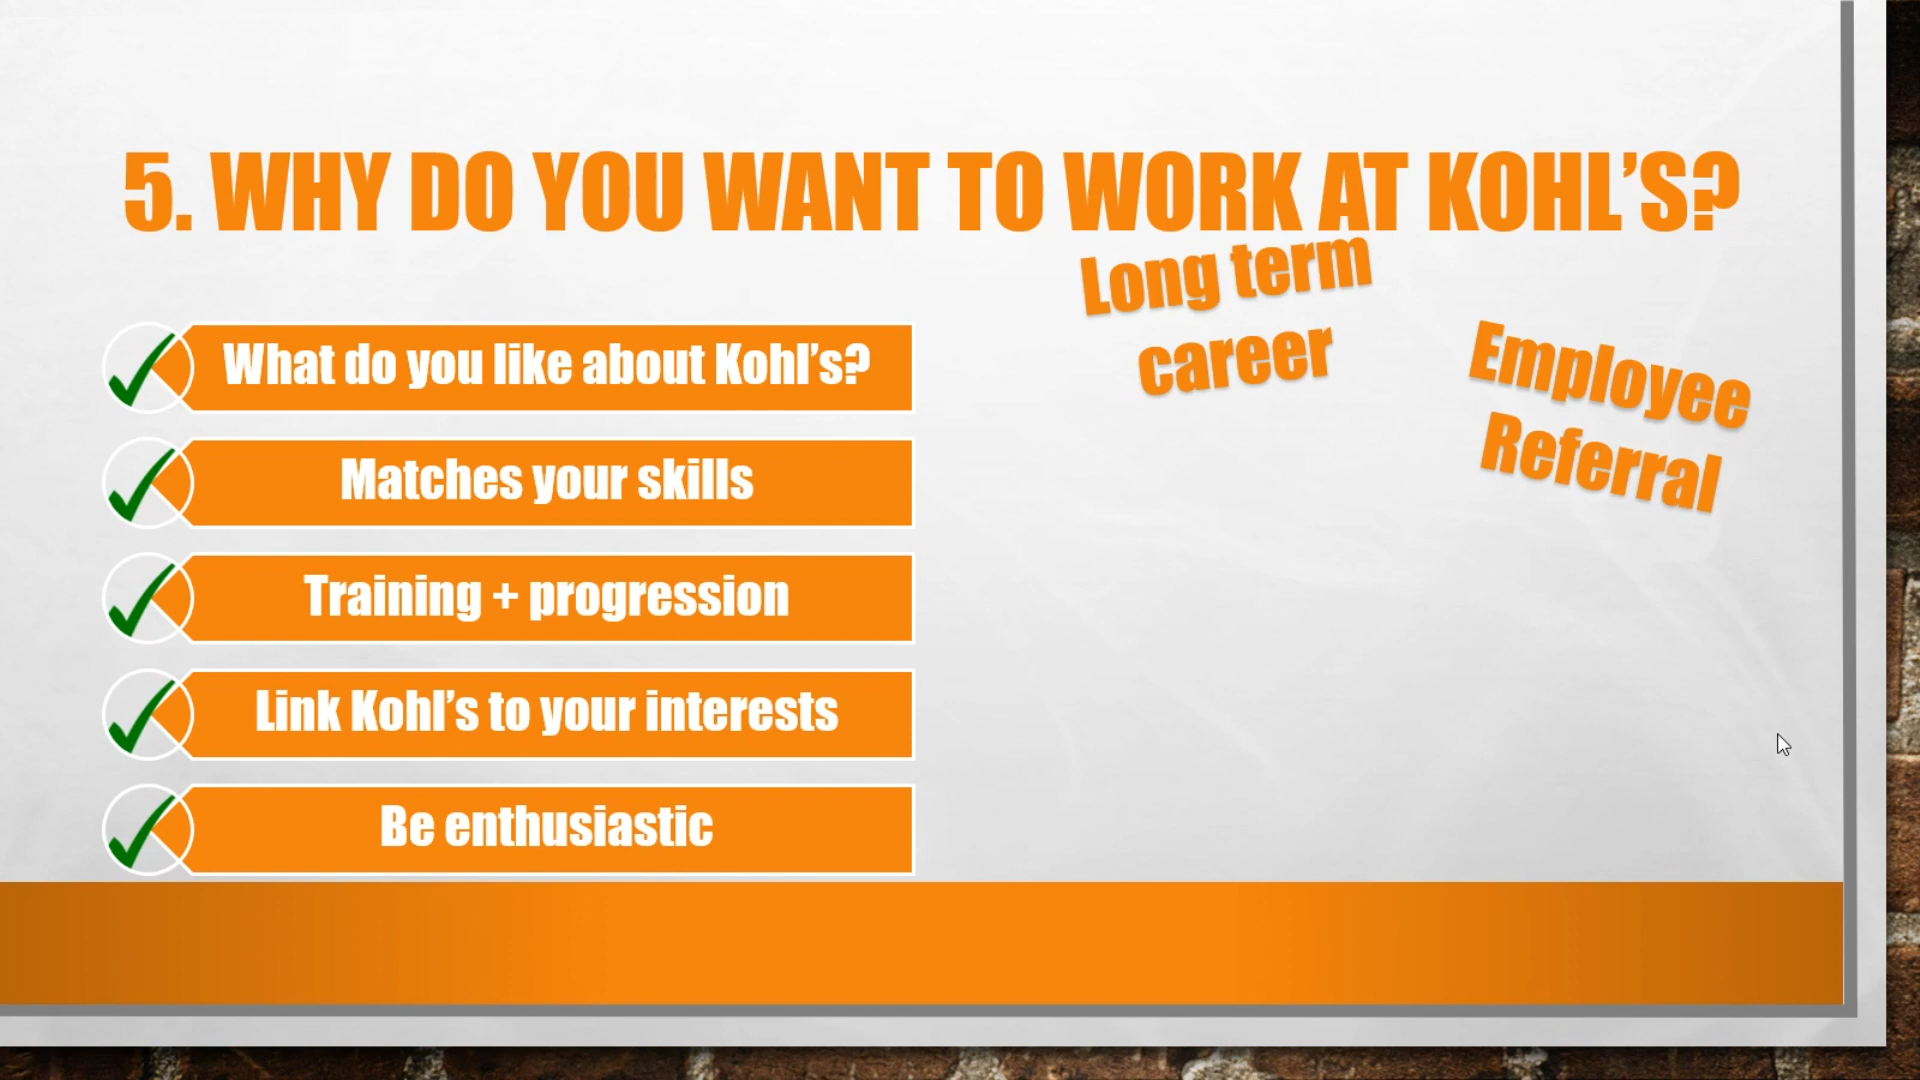 5. WHY DO YOU WANT TO WORK AT KOHL’S?
Long term
career
Employee
Referral
What do you like about Kohl’s?
Matches your skills
Training + progression
Link Kohl’s to your interests
Be enthusiastic